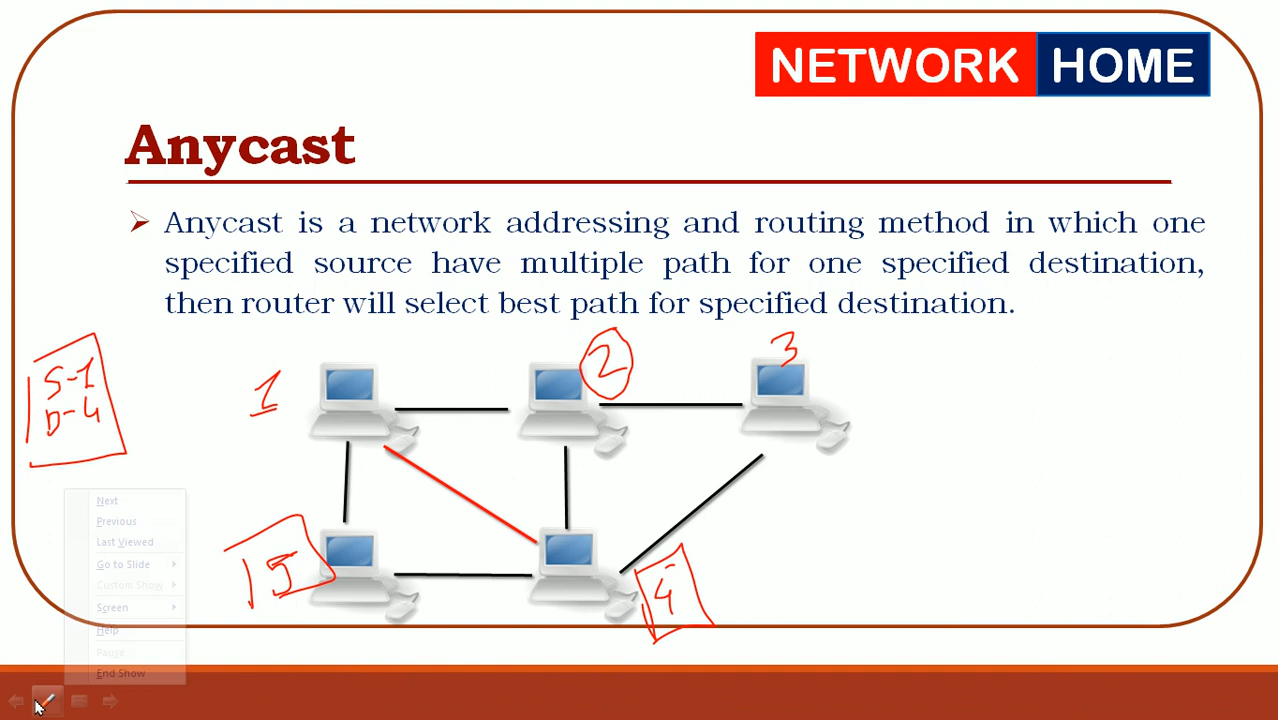 NETWORK HOME
Anycast
Anycast is a network addressing and routing method in which one
specified source have multiple path for one specified destination,
then router will select best path for specified destination.
1
2
3
S-1
D-4
5
4
Next
Previous
Last Viewed
Go to Slide
Custom Show
Screen
Help
Pause
End Show